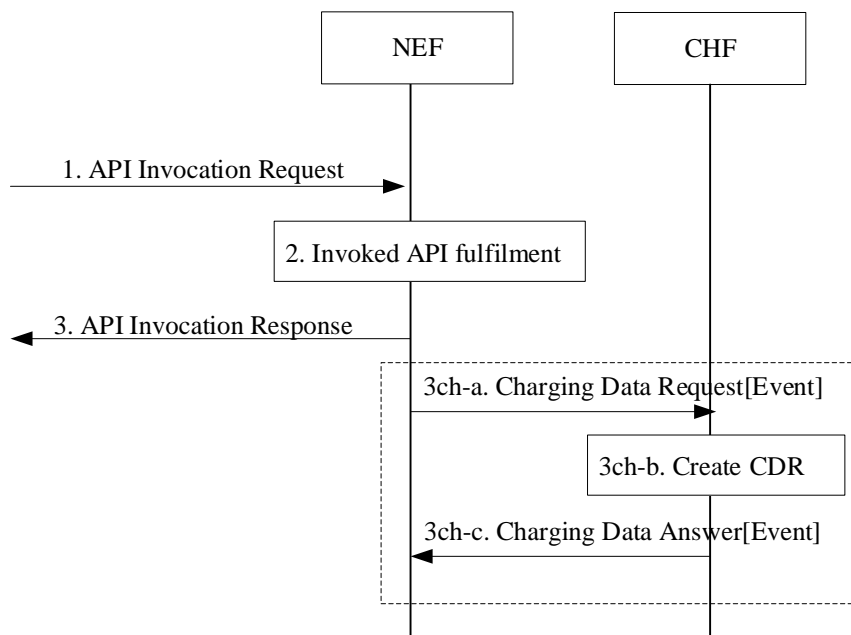 NEF
CHF
1. API Invocation Request
2. Invoked API fulfilment
3. API Invocation Response
3ch-a. Charging Data Request[Event]
3ch-b. Create CDR
3ch-c. Charging Data Answer[Event]